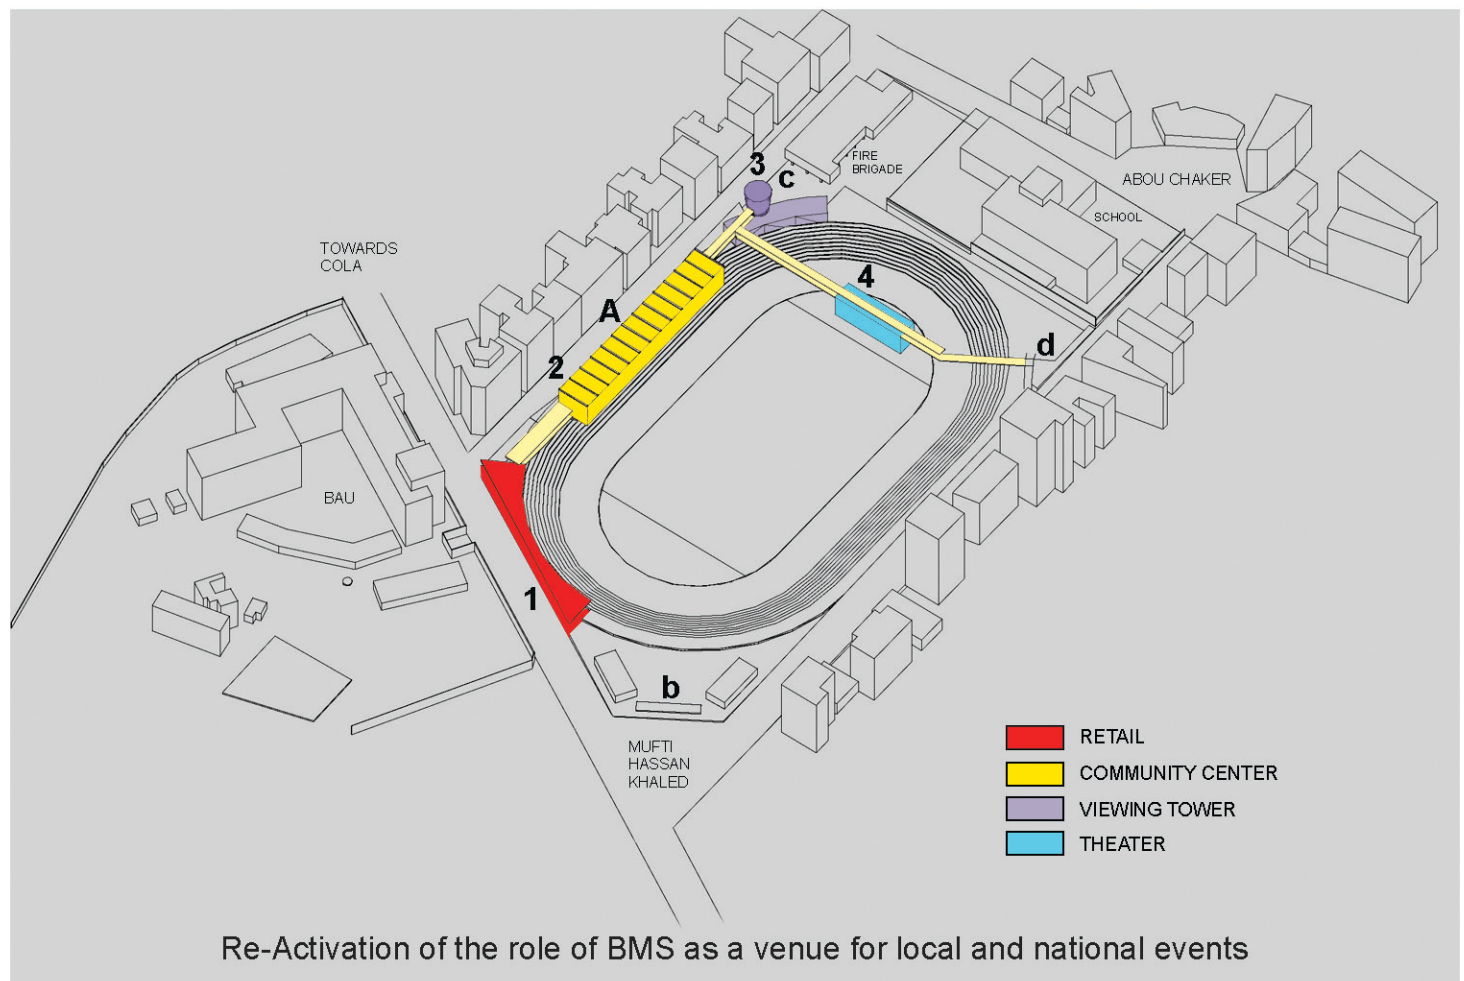 3
c
FIRE
BRIGADE
ABOU CHAKER
SCHOOL
TOWARDS
COLA
4
A
d
2
BAU
1
b
MUFTI
HASSAN
KHALED
RETAIL
COMMUNITY CENTER
VIEWING TOWER
THEATER
Re-Activation of the role of BMS as a venue for local and national events